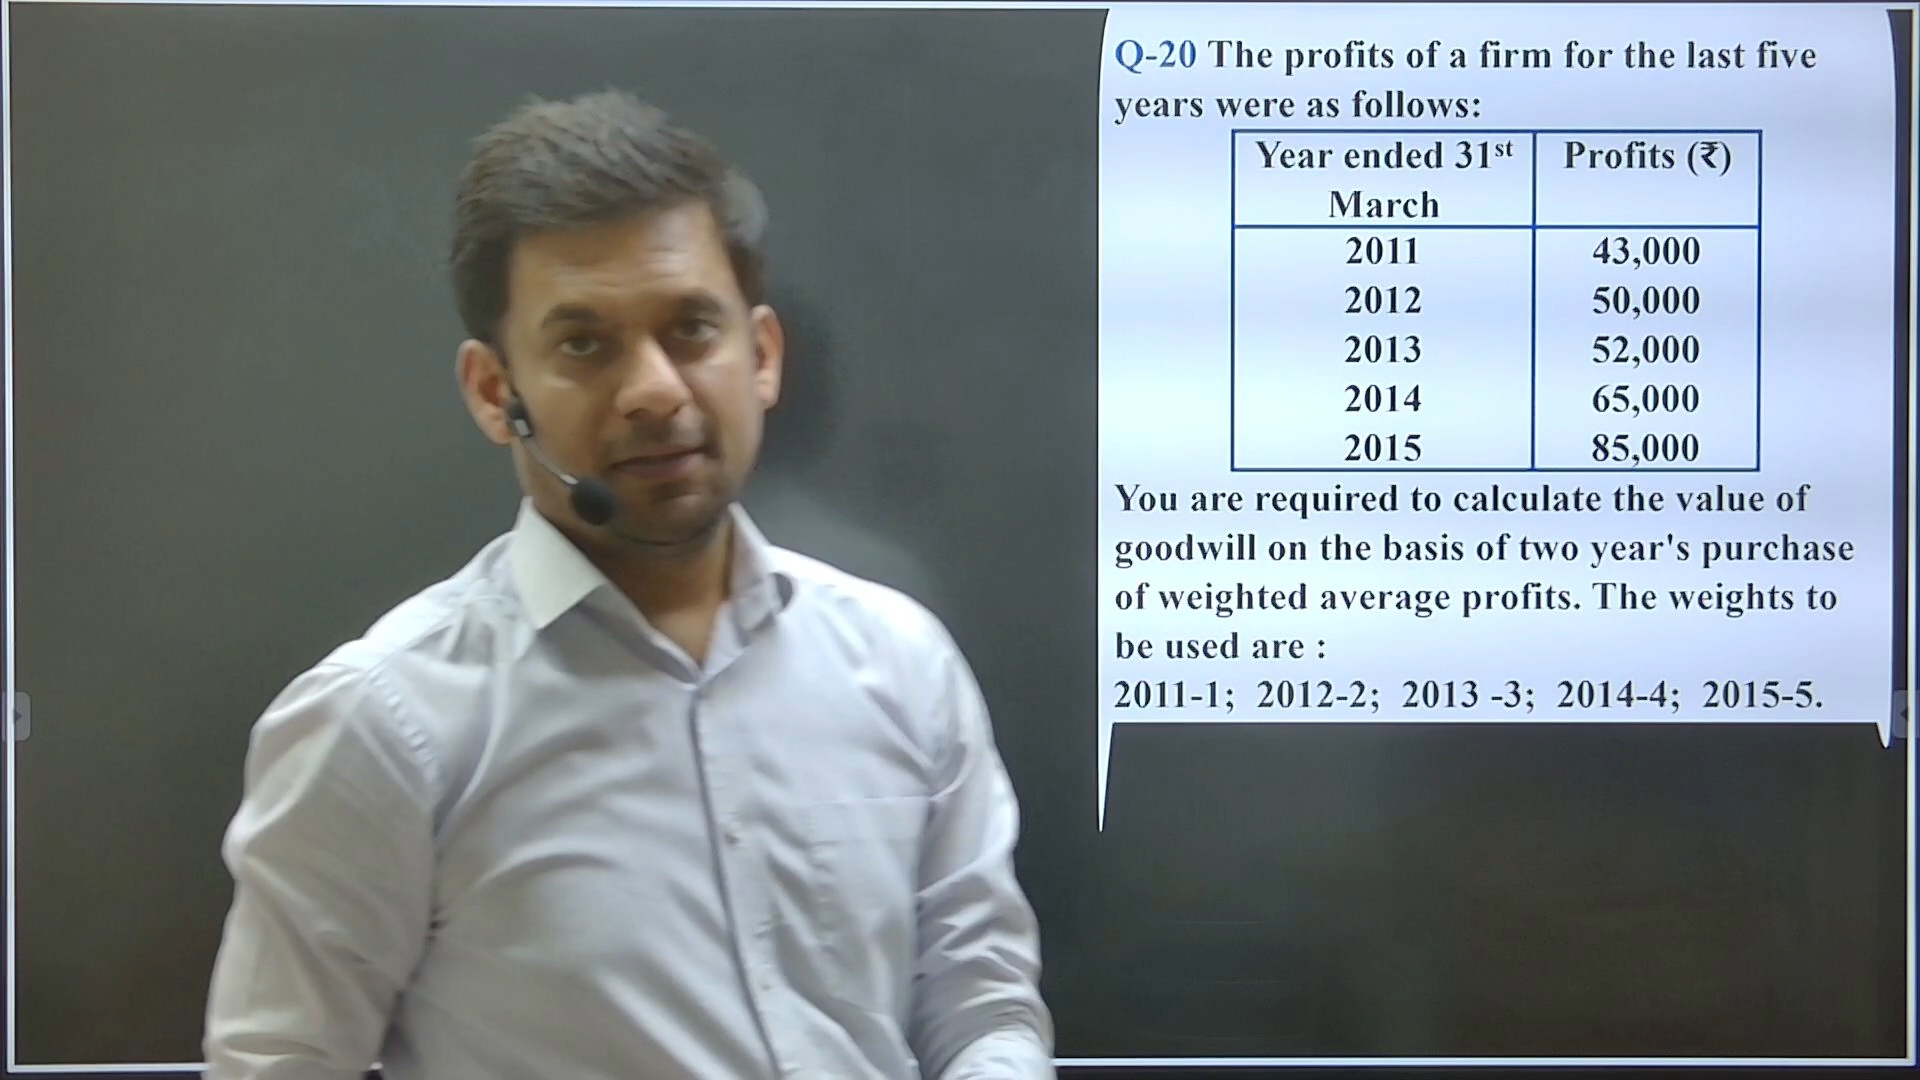 Q-20 The profits of a firm for the last five
years were as follows:
Year ended 31st March Profits (₹)
2011 43,000
2012 50,000
2013 52,000
2014 65,000
2015 85,000
You are required to calculate the value of
goodwill on the basis of two year's purchase
of weighted average profits. The weights to
be used are :
2011-1; 2012-2; 2013 -3; 2014-4; 2015-5.